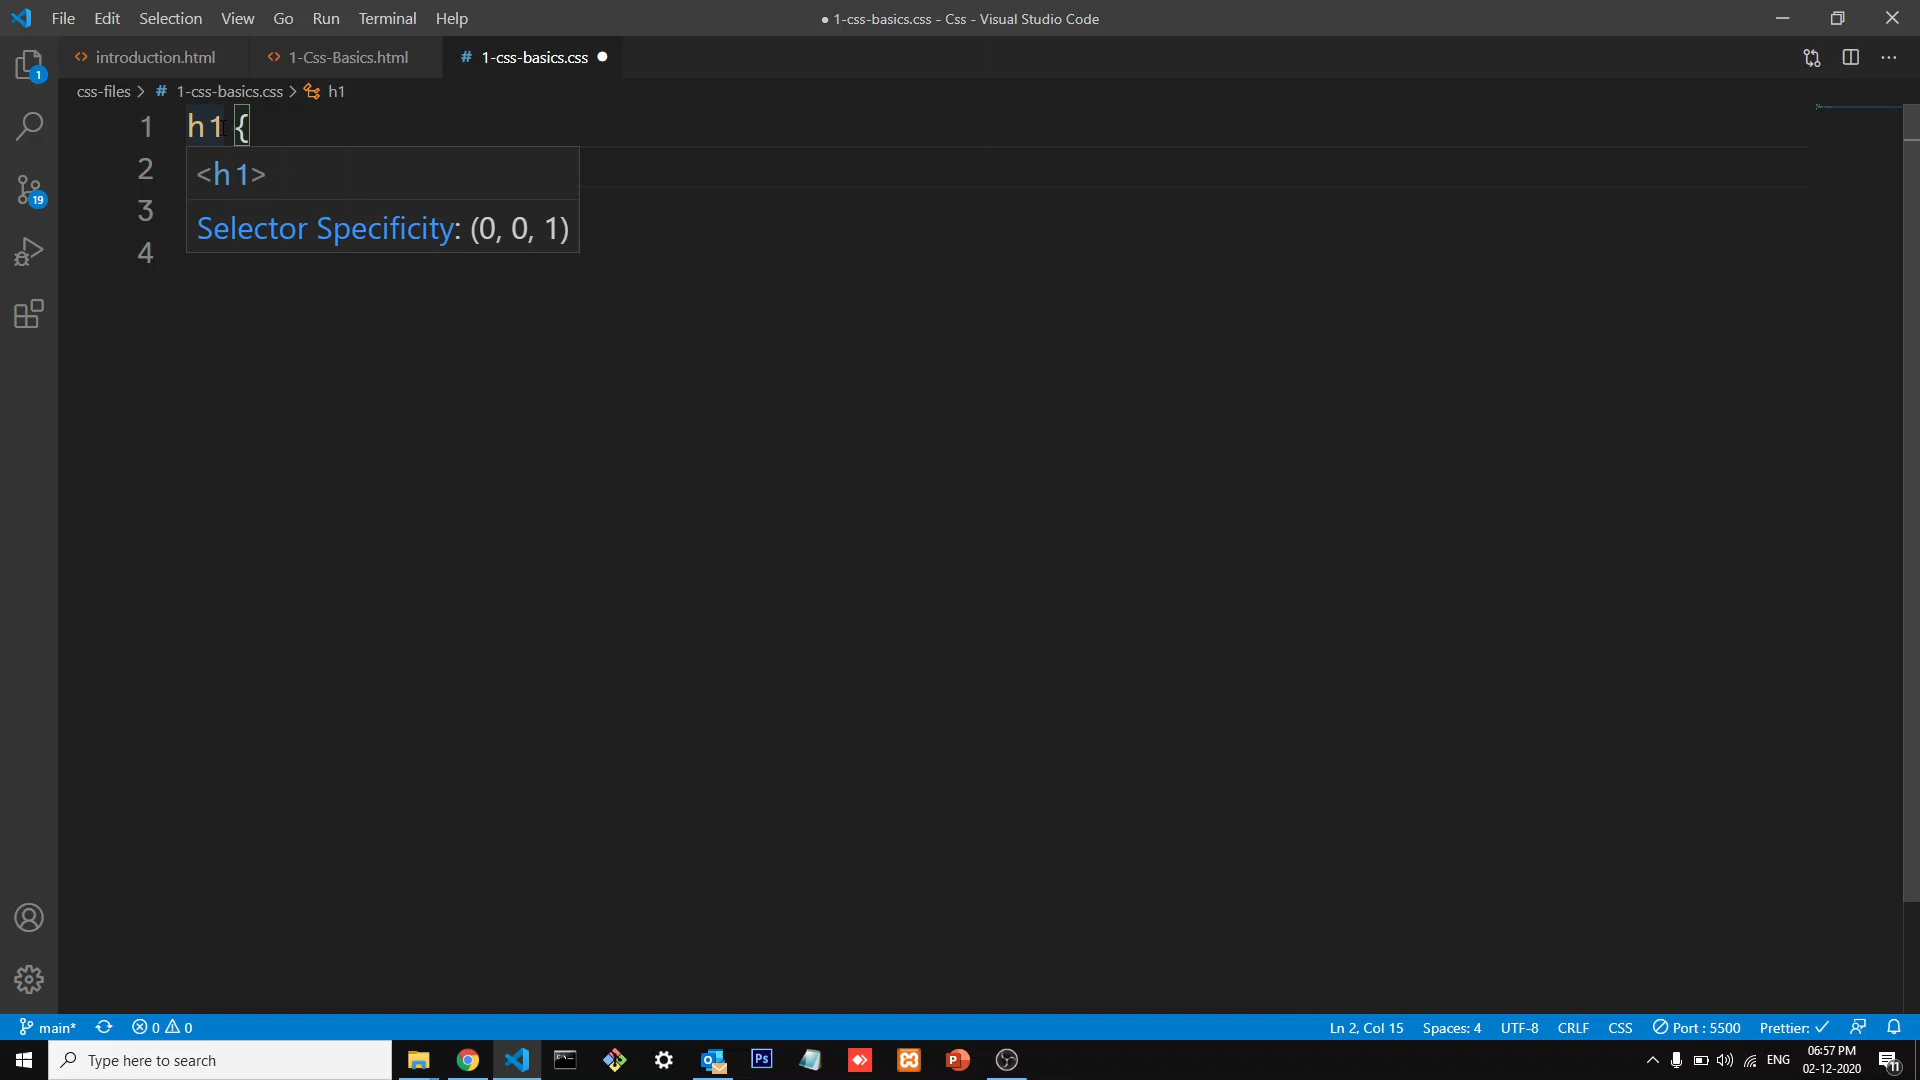 File Edit Selection View Go Run Terminal Help
● 1-css-basics.css - Css - Visual Studio Code
introduction.html
1-Css-Basics.html
# 1-css-basics.css ●
css-files > # 1-css-basics.css > h1
1 h1 {
2 <h1>
3 Selector Specificity: (0, 0, 1)
4
1
19
main* 0 0 Ln 2, Col 15 Spaces: 4 UTF-8 CRLF CSS Port : 5500 Prettier: ✓
Type here to search
Ps
P
ENG
06:57 PM
02-12-2020
11